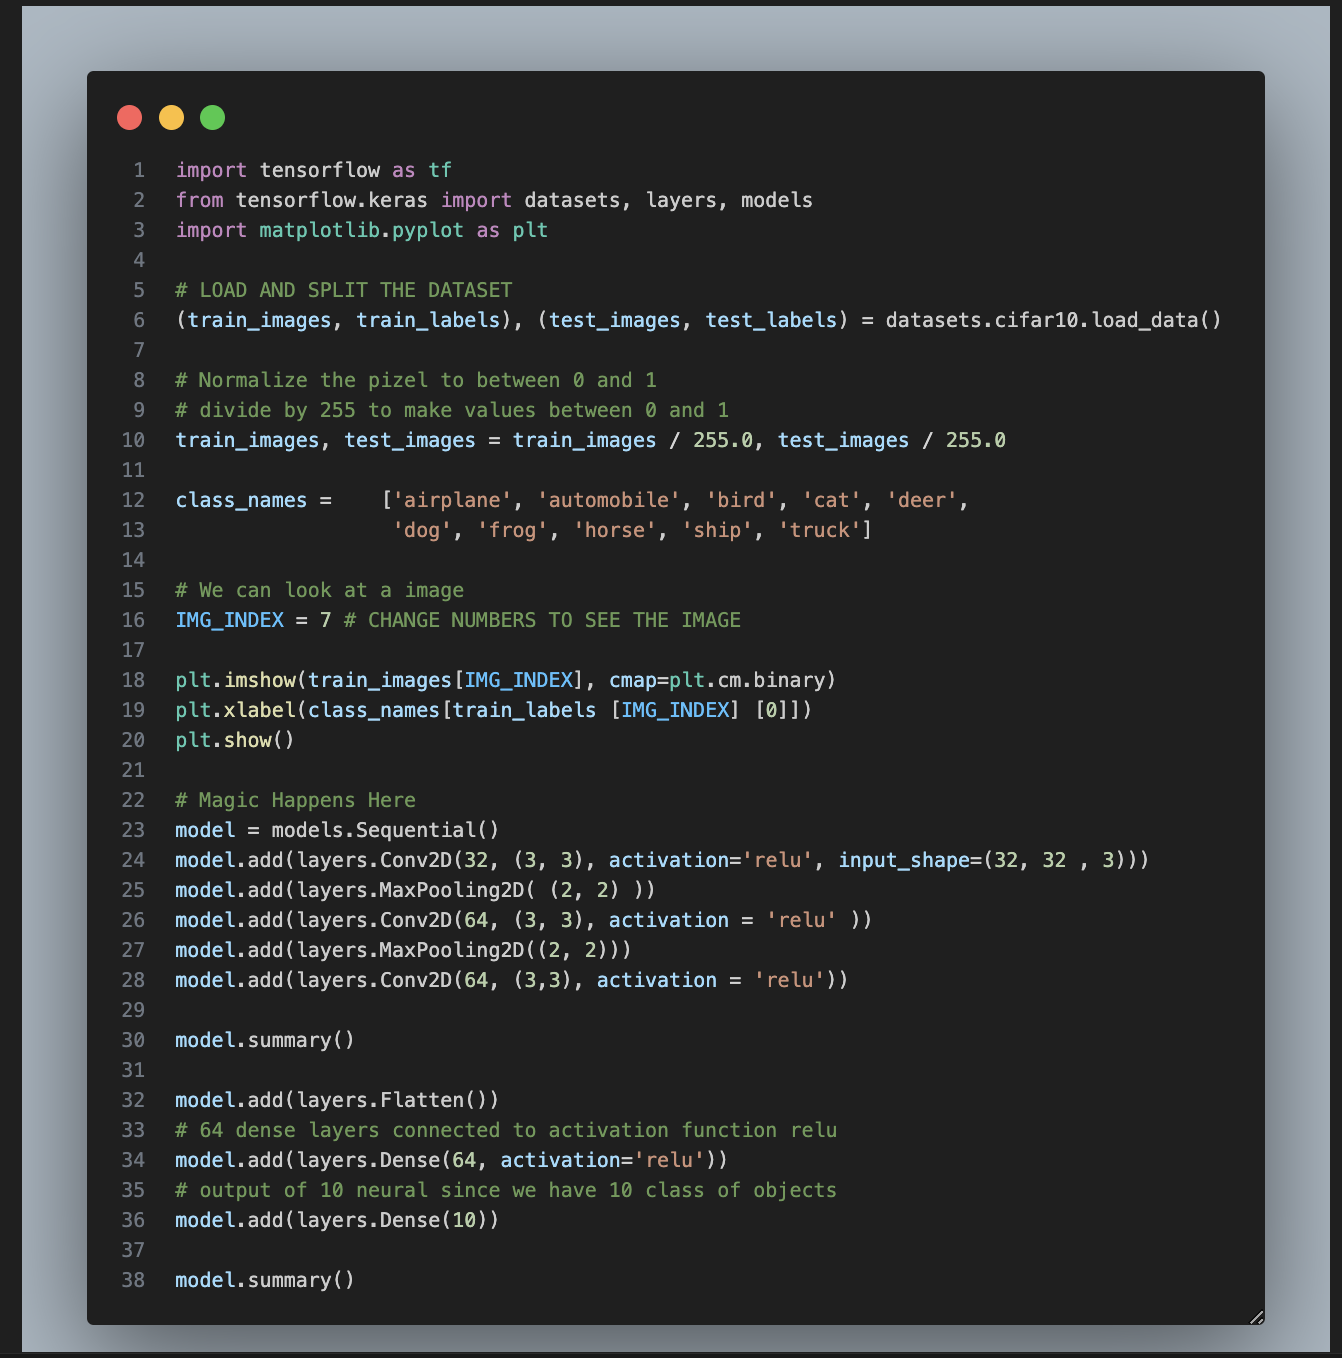 1 import tensorflow as tf
2 from tensorflow.keras import datasets, layers, models
3 import matplotlib.pyplot as plt
4
5 # LOAD AND SPLIT THE DATASET
6 (train_images, train_labels), (test_images, test_labels) = datasets.cifar10.load_data()
7
8 # Normalize the pizel to between 0 and 1
9 # divide by 255 to make values between 0 and 1
10 train_images, test_images = train_images / 255.0, test_images / 255.0
11
12 class_names =    ['airplane', 'automobile', 'bird', 'cat', 'deer',
13                   'dog', 'frog', 'horse', 'ship', 'truck']
14
15 # We can look at a image
16 IMG_INDEX = 7 # CHANGE NUMBERS TO SEE THE IMAGE
17
18 plt.imshow(train_images[IMG_INDEX], cmap=plt.cm.binary)
19 plt.xlabel(class_names[train_labels [IMG_INDEX] [0]])
20 plt.show()
21
22 # Magic Happens Here
23 model = models.Sequential()
24 model.add(layers.Conv2D(32, (3, 3), activation='relu', input_shape=(32, 32 , 3)))
25 model.add(layers.MaxPooling2D( (2, 2) ))
26 model.add(layers.Conv2D(64, (3, 3), activation = 'relu' ))
27 model.add(layers.MaxPooling2D((2, 2)))
28 model.add(layers.Conv2D(64, (3,3), activation = 'relu'))
29
30 model.summary()
31
32 model.add(layers.Flatten())
33 # 64 dense layers connected to activation function relu
34 model.add(layers.Dense(64, activation='relu'))
35 # output of 10 neural since we have 10 class of objects
36 model.add(layers.Dense(10))
37
38 model.summary()